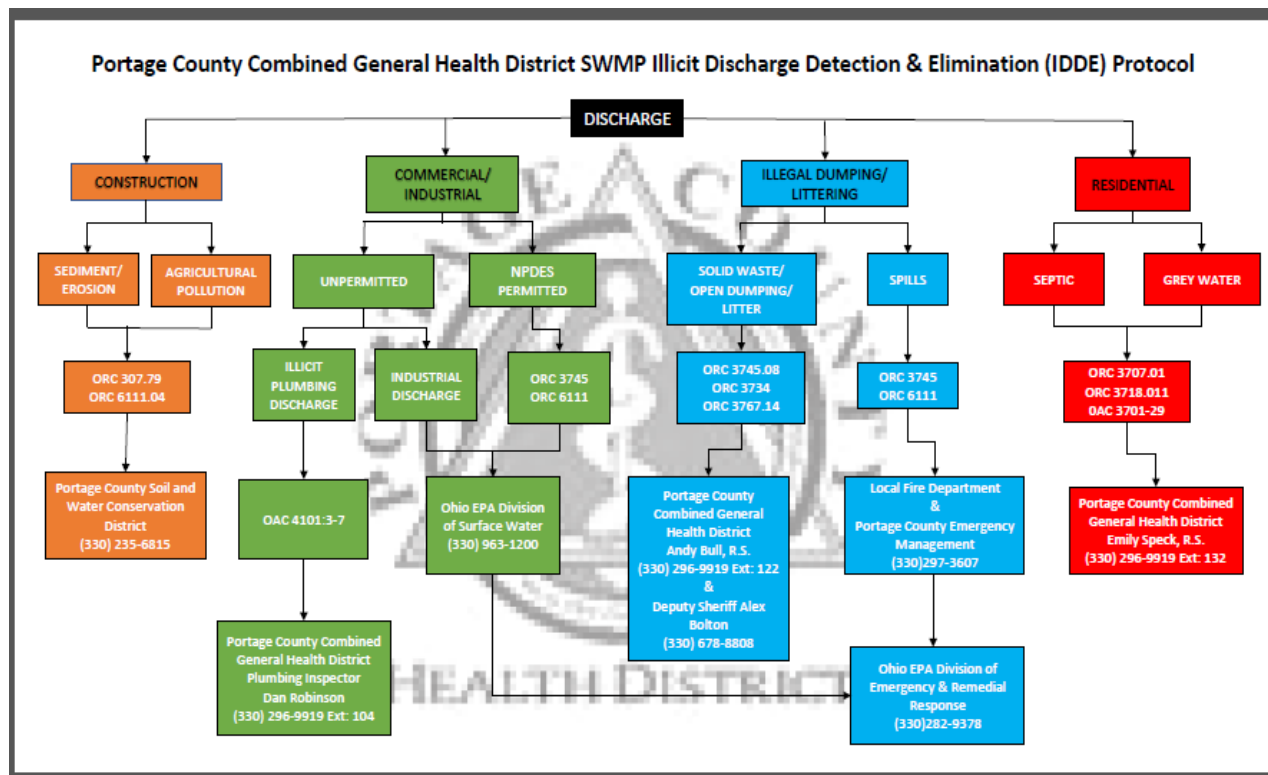 Portage County Combined General Health District SWMP Illicit Discharge Detection & Elimination (IDDE) Protocol
DISCHARGE
CONSTRUCTION
COMMERCIAL/
INDUSTRIAL
ILLEGAL DUMPING/
LITTERING
RESIDENTIAL
SEDIMENT/
EROSION
AGRICULTURAL
POLLUTION
UNPERMITTED
NPDES
PERMITTED
SOLID WASTE/
OPEN DUMPING/
LITTER
SPILLS
SEPTIC
GREY WATER
ORC 307.79
ORC 6111.04
ILLICIT
PLUMBING
DISCHARGE
INDUSTRIAL
DISCHARGE
ORC 3745
ORC 6111
ORC 3745.08
ORC 3734
ORC 3767.14
ORC 3745
ORC 6111
ORC 3707.01
ORC 3718.011
0AC 3701-29
Portage County Soil and
Water Conservation
District
(330) 235-6815
OAC 4101:3-7
Ohio EPA Division
of Surface Water
(330) 963-1200
Portage County
Combined General
Health District
Andy Bull, R.S.
(330) 296-9919 Ext: 122
&
Deputy Sheriff Alex
Bolton
(330) 678-8808
Local Fire Department
&
Portage County Emergency
Management
(330)297-3607
Portage County Combined
General Health District
Emily Speck, R.S.
(330) 296-9919 Ext: 132
Portage County Combined
General Health District
Plumbing Inspector
Dan Robinson
(330) 296-9919 Ext: 104
Ohio EPA Division of
Emergency & Remedial
Response
(330)282-9378
HEALTH DISTRICT